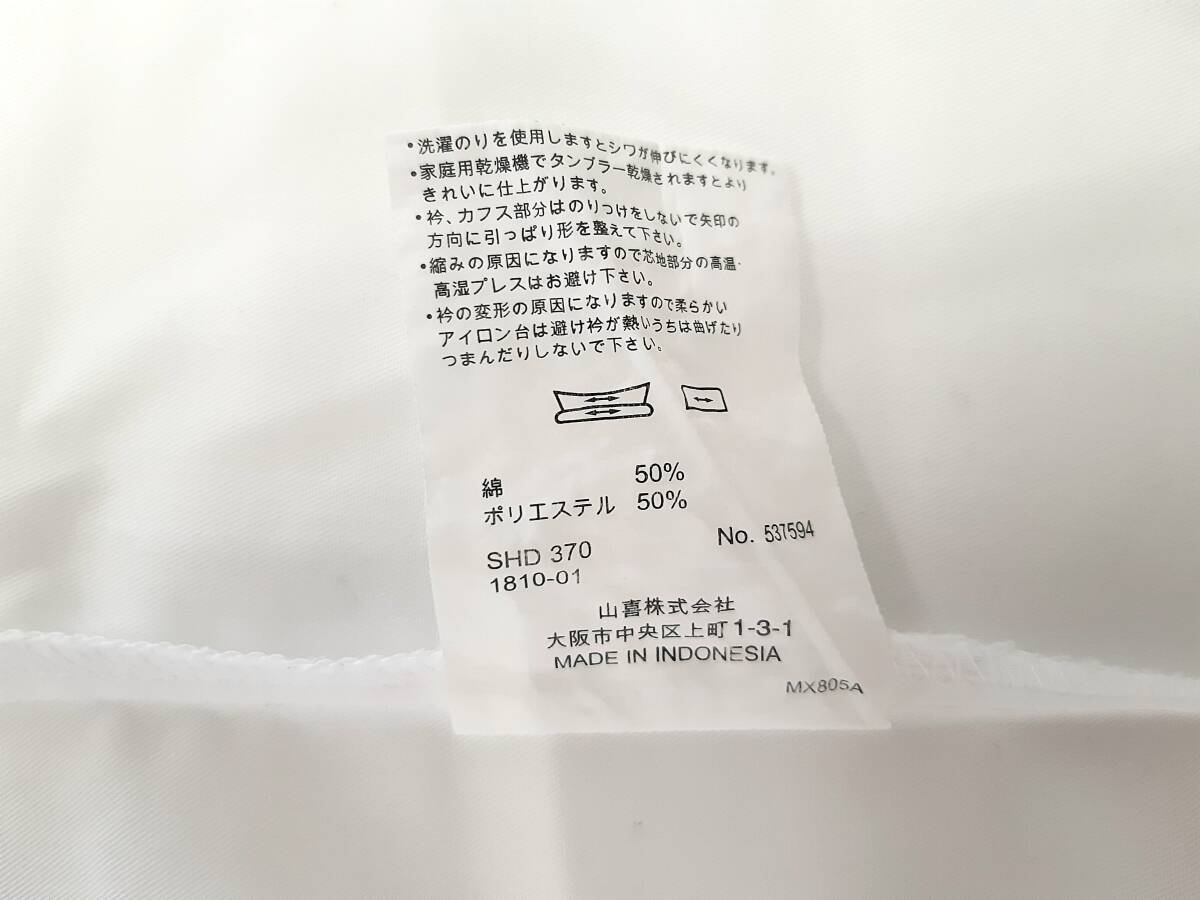 ・洗濯のりを使用しますとシワが伸びにくくなります。
・家庭用乾燥機でタンブラー乾燥されますとより
きれいに仕上がります。
・衿、カフス部分はのりつけをしないで矢印の
方向に引っぱり形を整えて下さい。
・縮みの原因になりますので芯地部分の高温・
高湿プレスはお避け下さい。
・衿の変形の原因になりますので柔らかい
アイロン台は避け衿が熱いうちは曲げたり
つまんだりしないで下さい。
綿 50%
ポリエステル 50%
SHD 370 No. 537594
1810-01
山喜株式会社
大阪市中央区上町1-3-1
MADE IN INDONESIA
MX805A